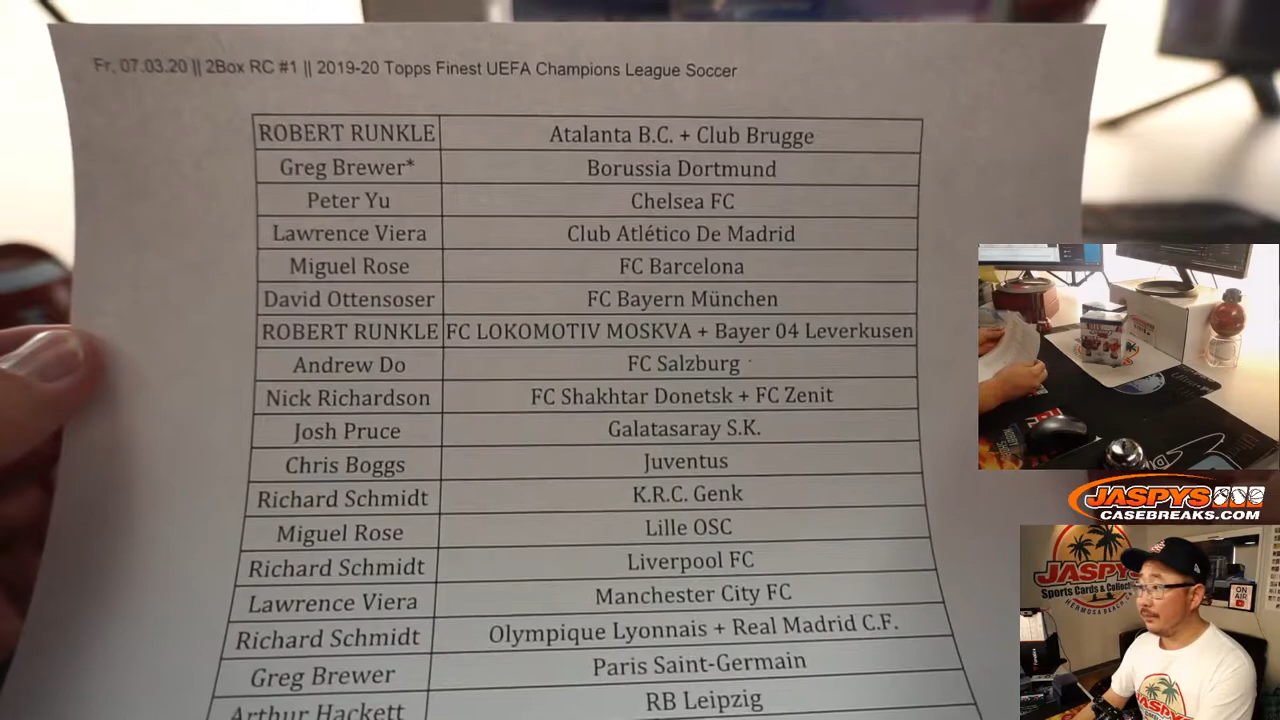 Fr. 07.03.20 || 2Box RC #1 || 2019-20 Topps Finest UEFA Champions League Soccer
ROBERT RUNKLE Atalanta B.C. + Club Brugge
Greg Brewer* Borussia Dortmund
Peter Yu Chelsea FC
Lawrence Viera Club Atlético De Madrid
Miguel Rose FC Barcelona
David Ottensoser FC Bayern München
ROBERT RUNKLE FC LOKOMOTIV MOSKVA + Bayer 04 Leverkusen
Andrew Do FC Salzburg
Nick Richardson FC Shakhtar Donetsk + FC Zenit
Josh Pruce Galatasaray S.K.
Chris Boggs Juventus
Richard Schmidt K.R.C. Genk
Miguel Rose Lille OSC
Richard Schmidt Liverpool FC
Lawrence Viera Manchester City FC
Richard Schmidt Olympique Lyonnais + Real Madrid C.F.
Greg Brewer Paris Saint-Germain
Arthur Hackett RB Leipzig
JASPYS
CASEBREAKS.COM
JASPYS
Sports Cards & Collect
HERMOSA BEACH, C
ON
AIR
JASPYS